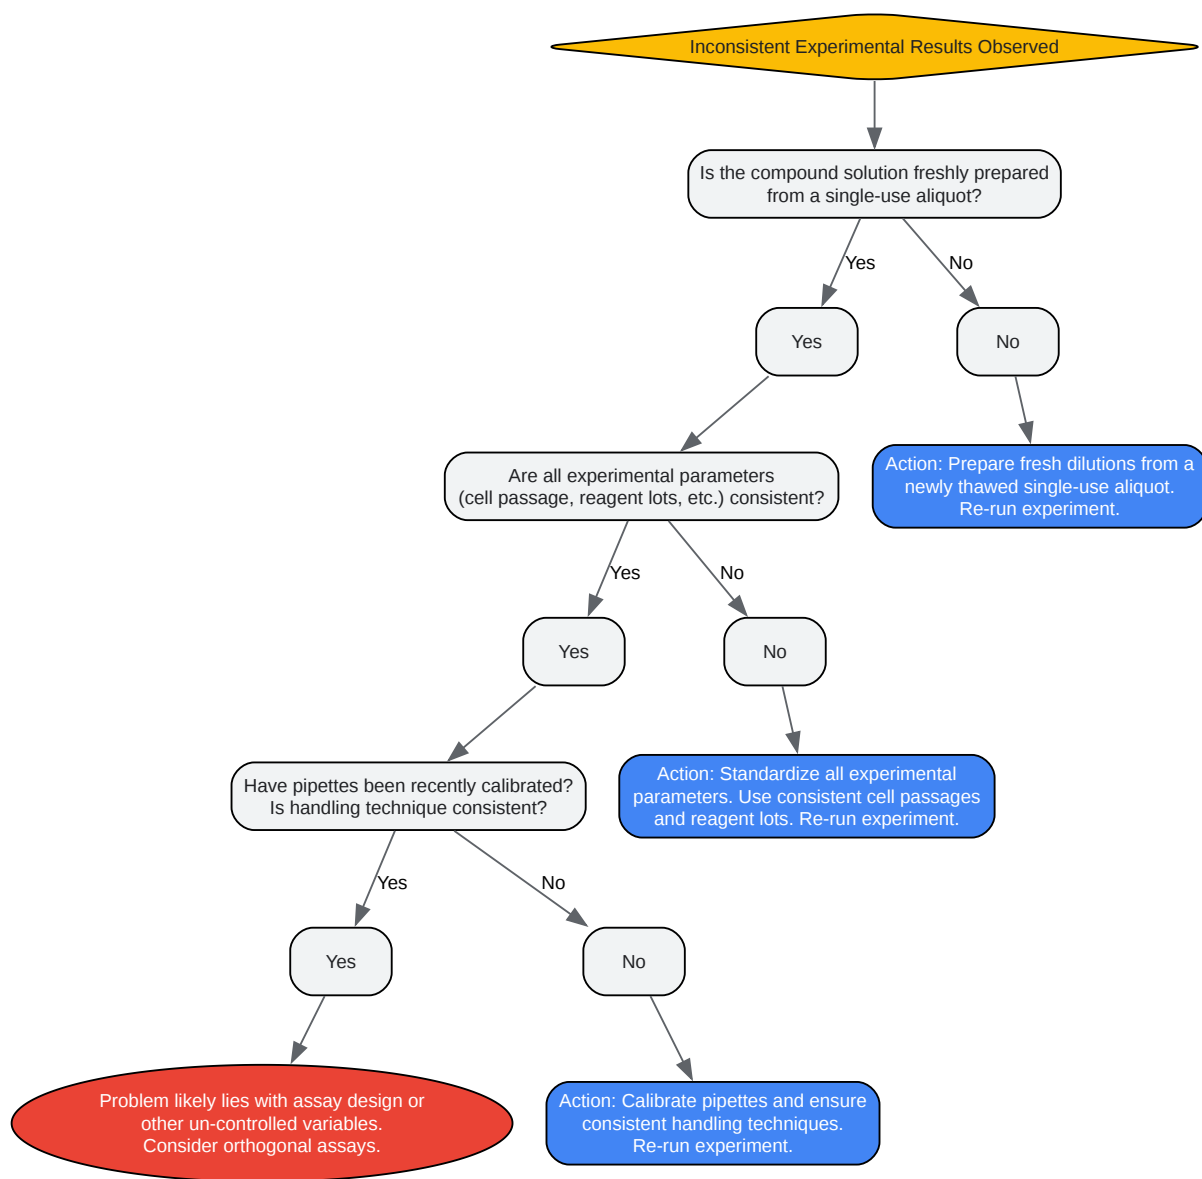 Inconsistent Experimental Results Observed
Is the compound solution freshly prepared
from a single-use aliquot?
Yes
No
Yes
No
Action: Prepare fresh dilutions from a
newly thawed single-use aliquot.
Re-run experiment.
Are all experimental parameters
(cell passage, reagent lots, etc.) consistent?
Yes
No
Yes
No
Action: Standardize all experimental
parameters. Use consistent cell passages
and reagent lots. Re-run experiment.
Have pipettes been recently calibrated?
Is handling technique consistent?
Yes
No
Yes
No
Problem likely lies with assay design or
other un-controlled variables.
Consider orthogonal assays.
Action: Calibrate pipettes and ensure
consistent handling techniques.
Re-run experiment.